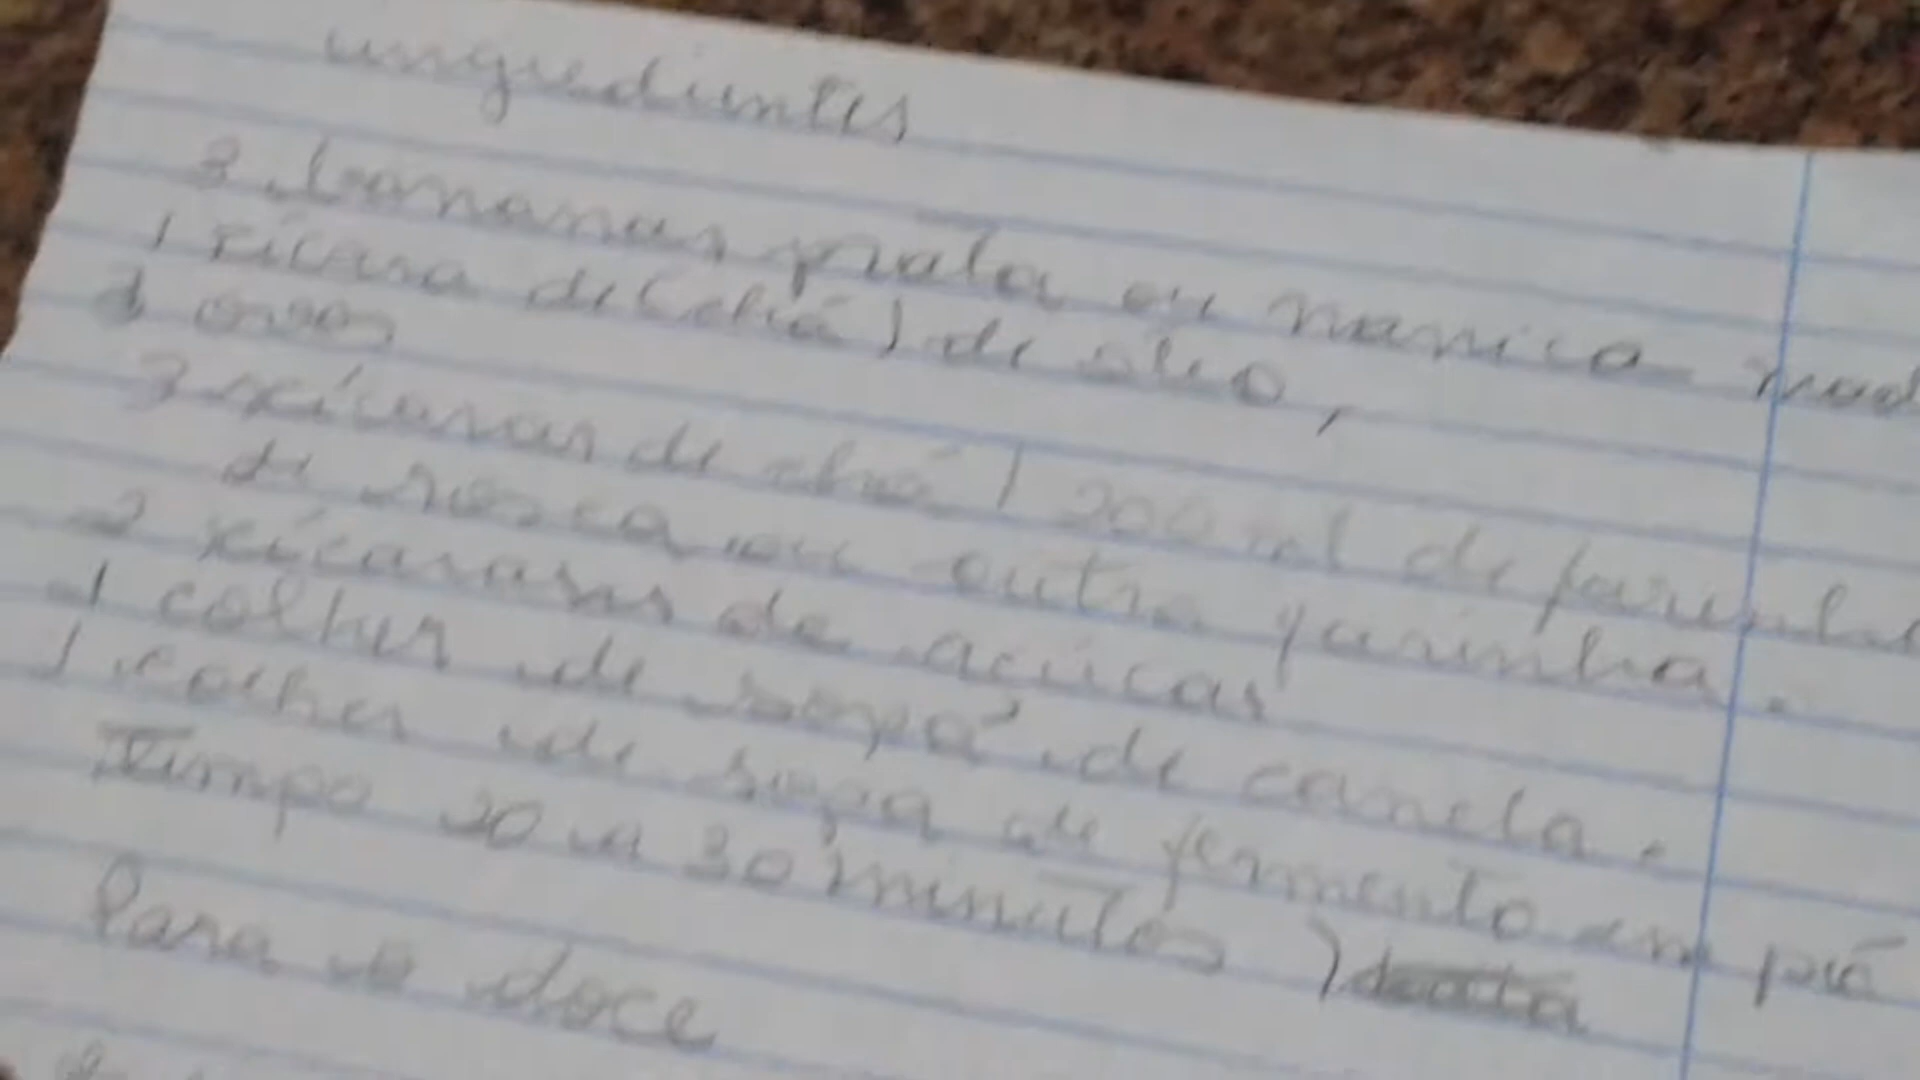 ingredientes
3 bananas prata ou nanica mad
1 xícara de (chá) de óleo,
ovos
3 xícaras de chá / 200 ml de farinha
de rosca ou outra farinha.
2 xícaras de açúcar
1 colher de sopa de canela.
1 colher de sopa de fermento em pó
Tempo 20 a 30 minutos)
Para o doce